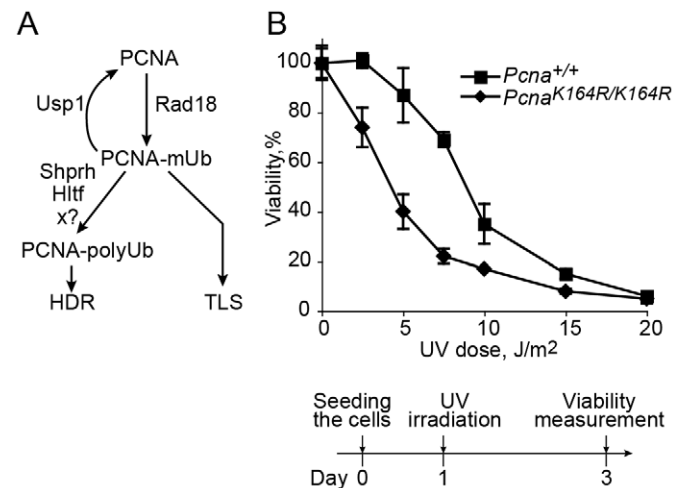 A
PCNA
Usp1
Rad18
PCNA-mUb
Shprh
Hltf
x?
PCNA-polyUb
HDR
TLS
B
Pcna+/+
PcnaK164R/K164R
Viability,%
100
80
60
40
20
0
0 5 10 15 20
UV dose, J/m2
Seeding the cells
UV irradiation
Viability measurement
Day 0 1 3